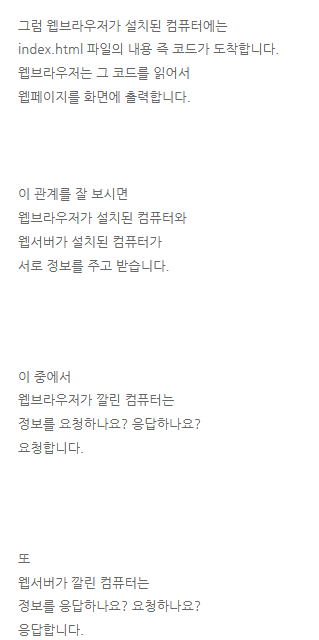 그럼 웹브라우저가 설치된 컴퓨터에는
index.html 파일의 내용 즉 코드가 도착합니다.
웹브라우저는 그 코드를 읽어서
웹페이지를 화면에 출력합니다.
이 관계를 잘 보시면
웹브라우저가 설치된 컴퓨터와
웹서버가 설치된 컴퓨터가
서로 정보를 주고 받습니다.
이 중에서
웹브라우저가 깔린 컴퓨터는
정보를 요청하나요? 응답하나요?
요청합니다.
또
웹서버가 깔린 컴퓨터는
정보를 응답하나요? 요청하나요?
응답합니다.